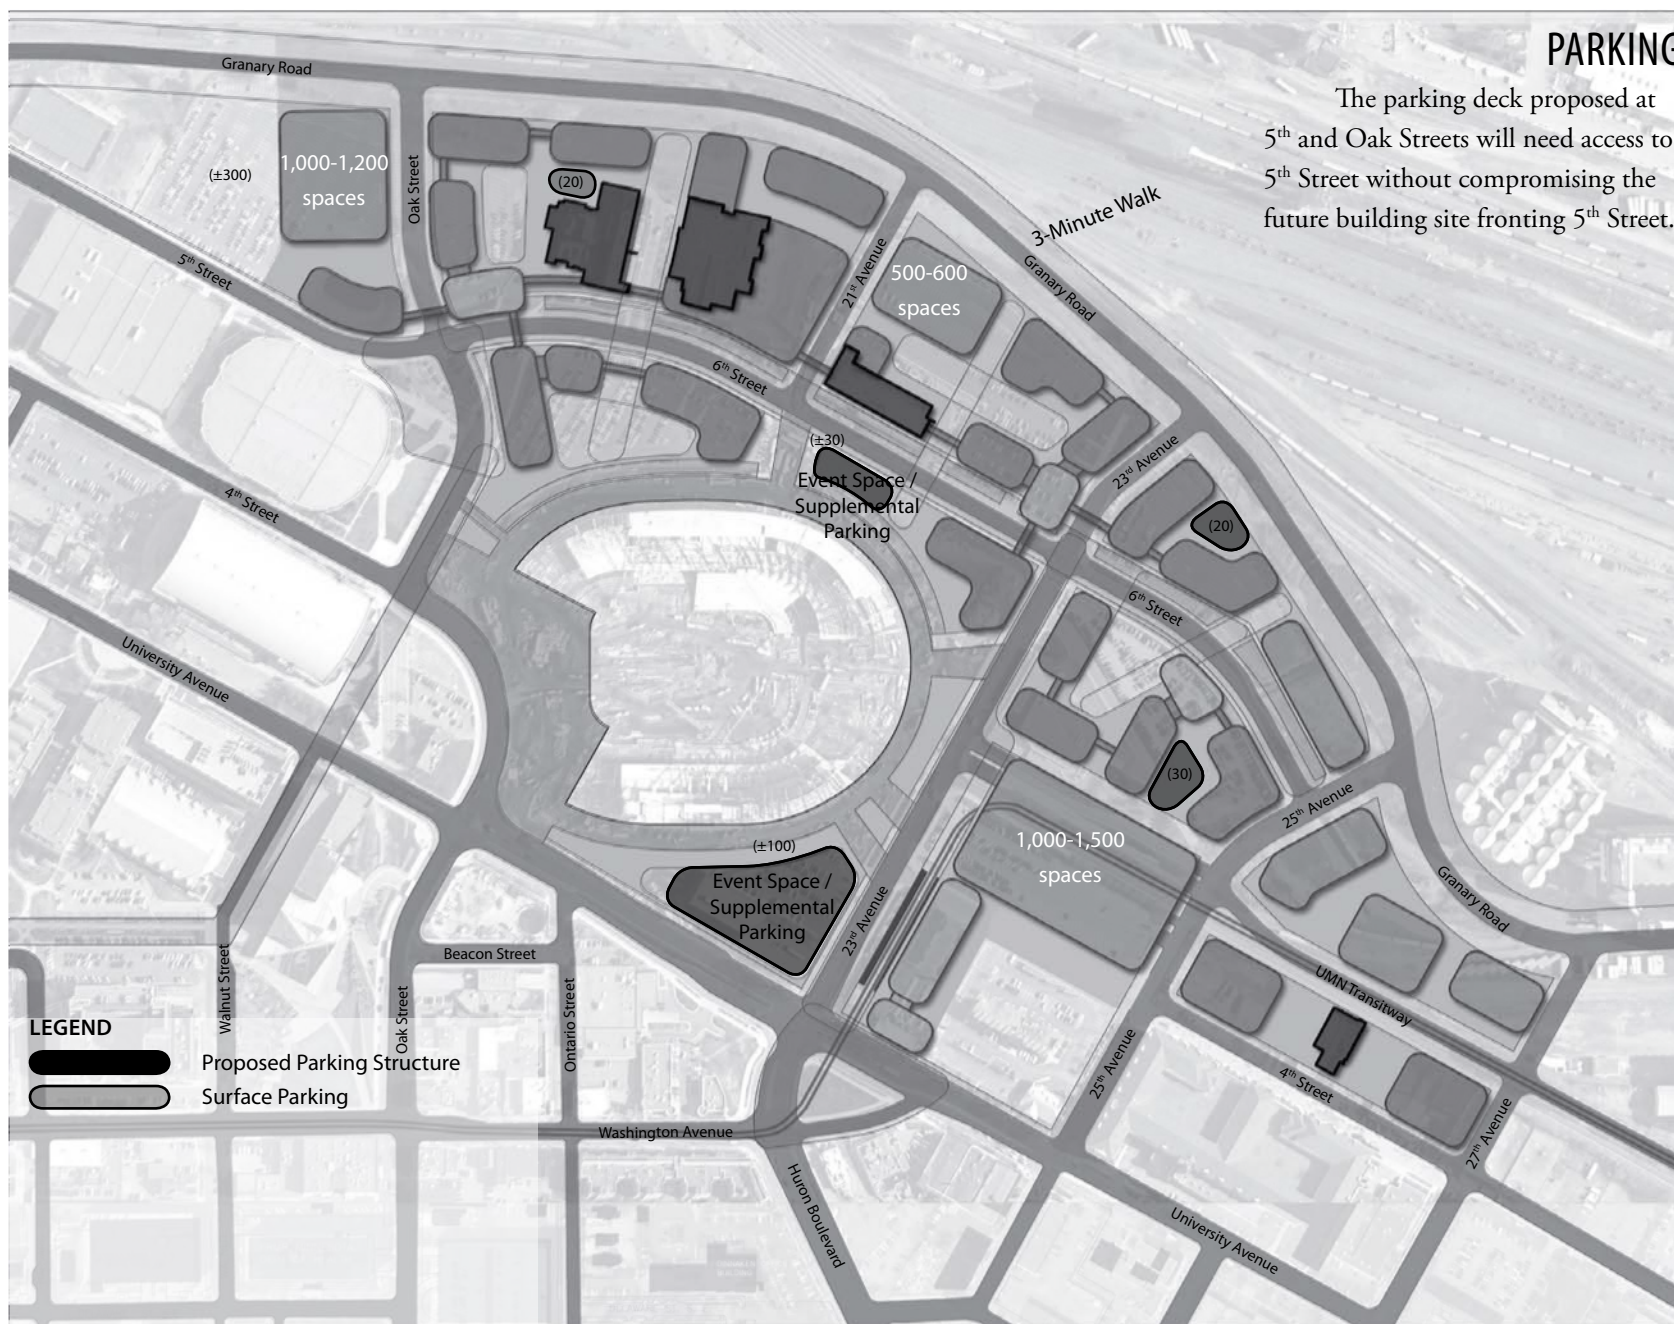 PARKING
The parking deck proposed at
5th and Oak Streets will need access to
5th Street without compromising the
future building site fronting 5th Street.
Granary Road
(±300)
1,000-1,200
spaces
Oak Street
(20)
5th Street
3-Minute Walk
21st Avenue
500-600
spaces
Granary Road
6th Street
(±30)
Event Space /
Supplemental
Parking
23rd Avenue
(20)
4th Street
6th Street
University Avenue
(30)
25th Avenue
1,000-1,500
spaces
(±100)
Event Space /
Supplemental
Parking
Granary Road
23rd Avenue
Beacon Street
Walnut Street
Oak Street
Ontario Street
UMN Transitway
LEGEND
Proposed Parking Structure
Surface Parking
25th Avenue
4th Street
27th Avenue
Washington Avenue
Huron Boulevard
University Avenue